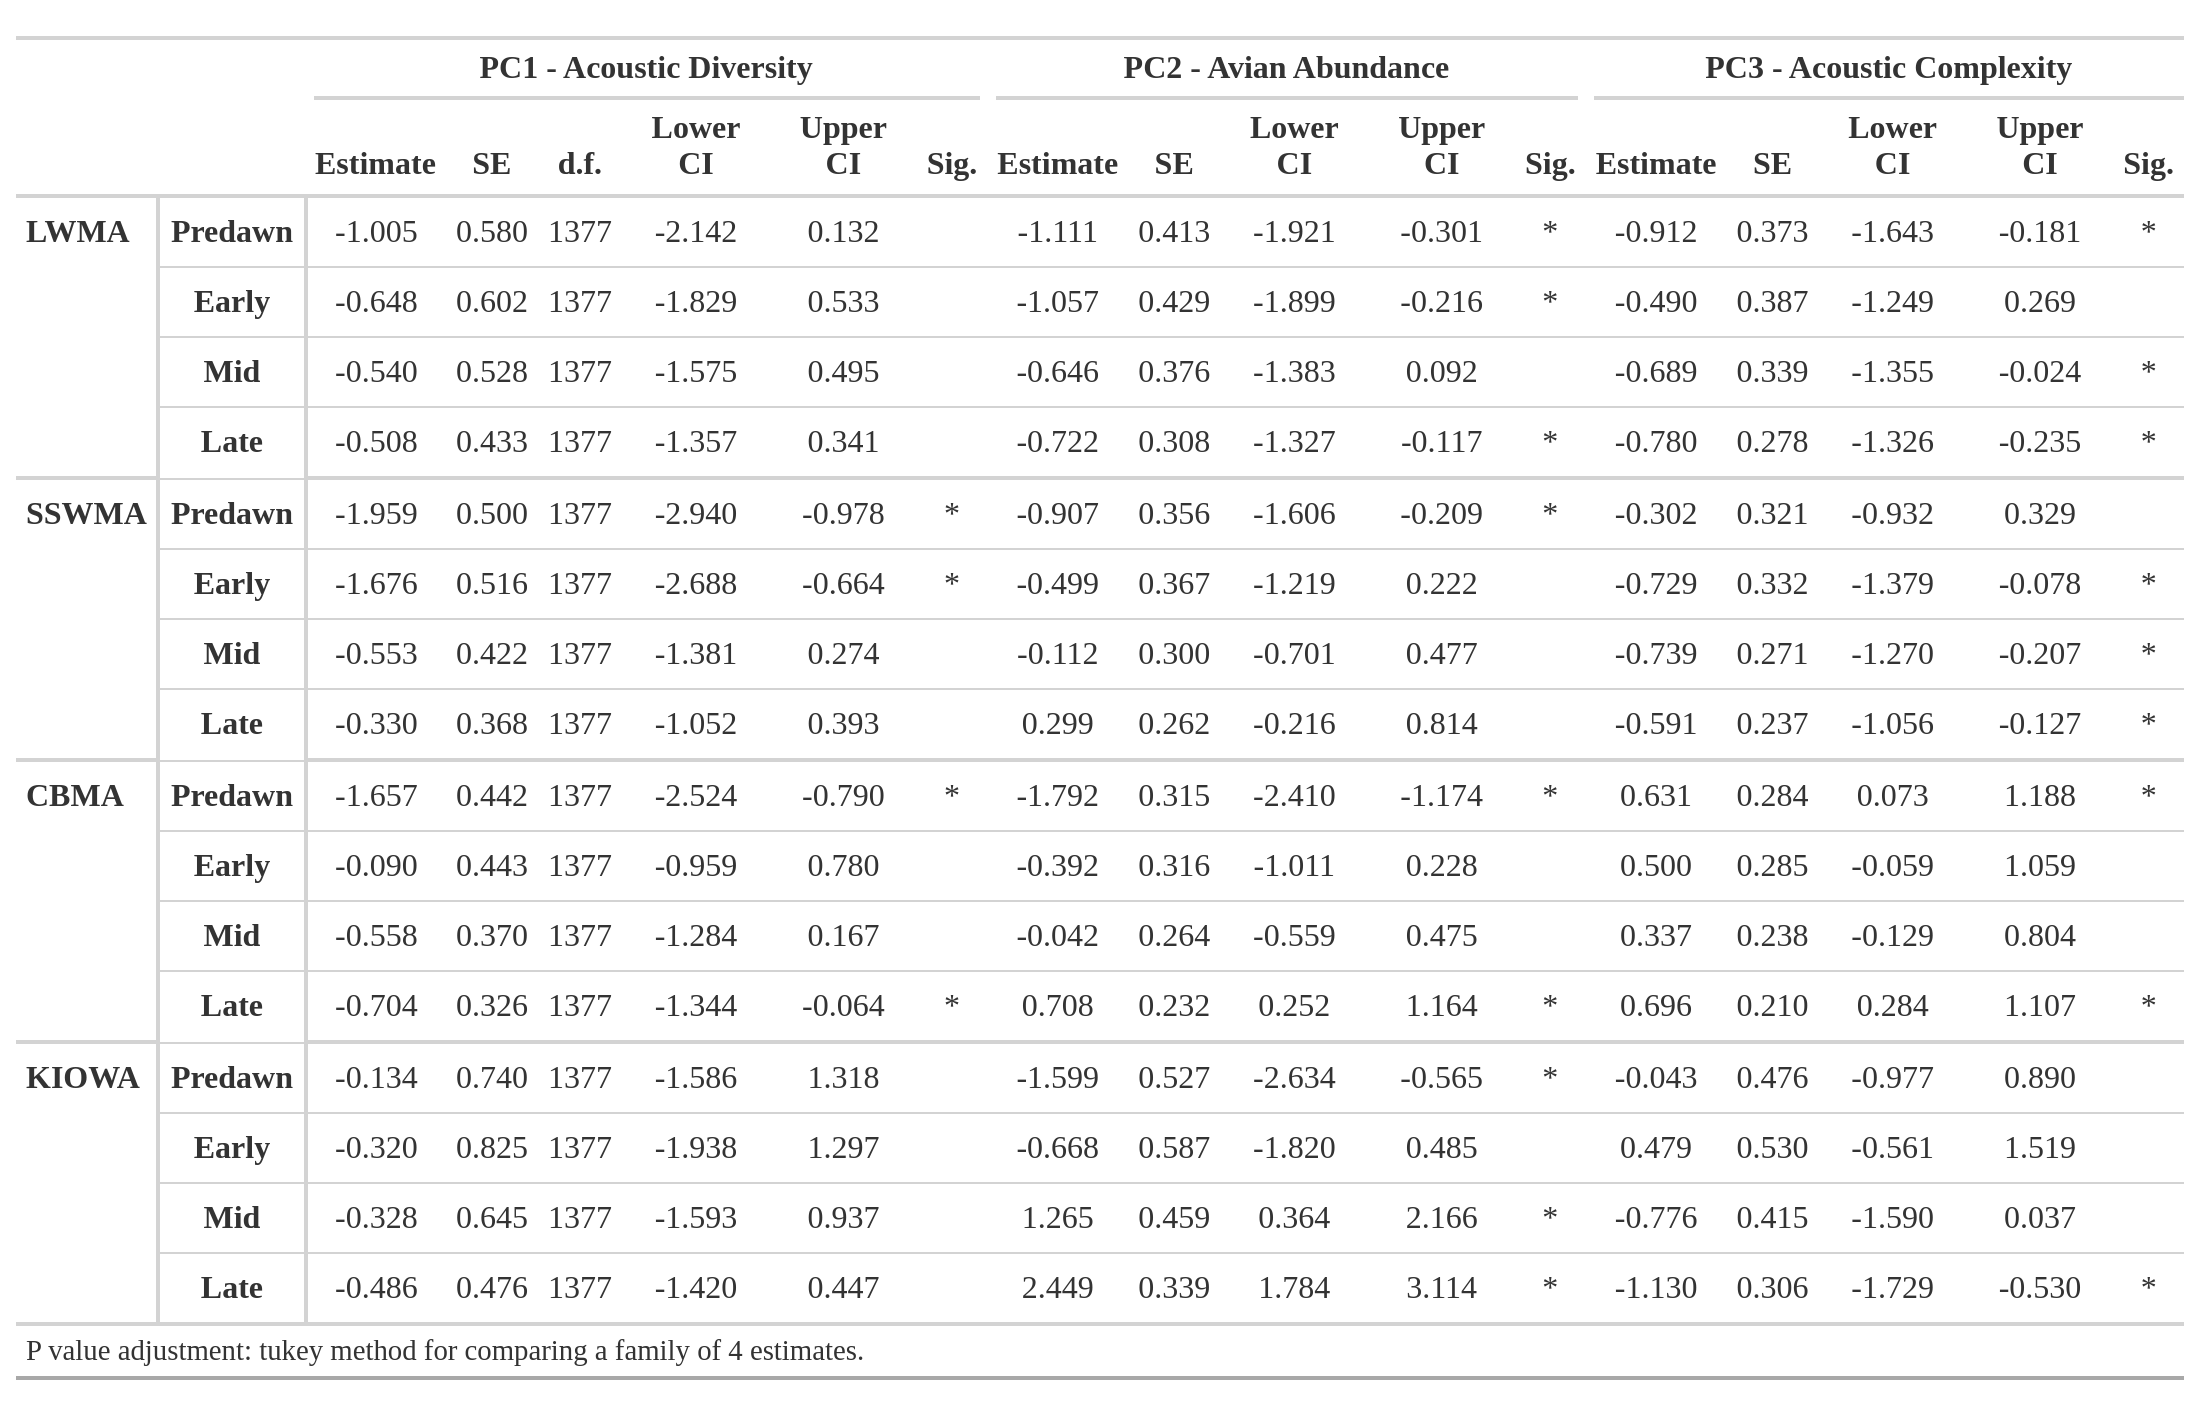 PC1 - Acoustic Diversity PC2 - Avian Abundance PC3 - Acoustic Complexity
Lower Upper Lower Upper Lower Upper
Estimate SE d.f. CI CI Sig. Estimate SE CI CI Sig. Estimate SE CI CI Sig.
LWMA Predawn -1.005 0.580 1377 -2.142 0.132 -1.111 0.413 -1.921 -0.301 * -0.912 0.373 -1.643 -0.181 *
Early -0.648 0.602 1377 -1.829 0.533 -1.057 0.429 -1.899 -0.216 * -0.490 0.387 -1.249 0.269
Mid -0.540 0.528 1377 -1.575 0.495 -0.646 0.376 -1.383 0.092 -0.689 0.339 -1.355 -0.024 *
Late -0.508 0.433 1377 -1.357 0.341 -0.722 0.308 -1.327 -0.117 * -0.780 0.278 -1.326 -0.235 *
SSWMA Predawn -1.959 0.500 1377 -2.940 -0.978 * -0.907 0.356 -1.606 -0.209 * -0.302 0.321 -0.932 0.329
Early -1.676 0.516 1377 -2.688 -0.664 * -0.499 0.367 -1.219 0.222 -0.729 0.332 -1.379 -0.078 *
Mid -0.553 0.422 1377 -1.381 0.274 -0.112 0.300 -0.701 0.477 -0.739 0.271 -1.270 -0.207 *
Late -0.330 0.368 1377 -1.052 0.393 0.299 0.262 -0.216 0.814 -0.591 0.237 -1.056 -0.127 *
CBMA Predawn -1.657 0.442 1377 -2.524 -0.790 * -1.792 0.315 -2.410 -1.174 * 0.631 0.284 0.073 1.188 *
Early -0.090 0.443 1377 -0.959 0.780 -0.392 0.316 -1.011 0.228 0.500 0.285 -0.059 1.059
Mid -0.558 0.370 1377 -1.284 0.167 -0.042 0.264 -0.559 0.475 0.337 0.238 -0.129 0.804
Late -0.704 0.326 1377 -1.344 -0.064 * 0.708 0.232 0.252 1.164 * 0.696 0.210 0.284 1.107 *
KIOWA Predawn -0.134 0.740 1377 -1.586 1.318 -1.599 0.527 -2.634 -0.565 * -0.043 0.476 -0.977 0.890
Early -0.320 0.825 1377 -1.938 1.297 -0.668 0.587 -1.820 0.485 0.479 0.530 -0.561 1.519
Mid -0.328 0.645 1377 -1.593 0.937 1.265 0.459 0.364 2.166 * -0.776 0.415 -1.590 0.037
Late -0.486 0.476 1377 -1.420 0.447 2.449 0.339 1.784 3.114 * -1.130 0.306 -1.729 -0.530 *
P value adjustment: tukey method for comparing a family of 4 estimates.